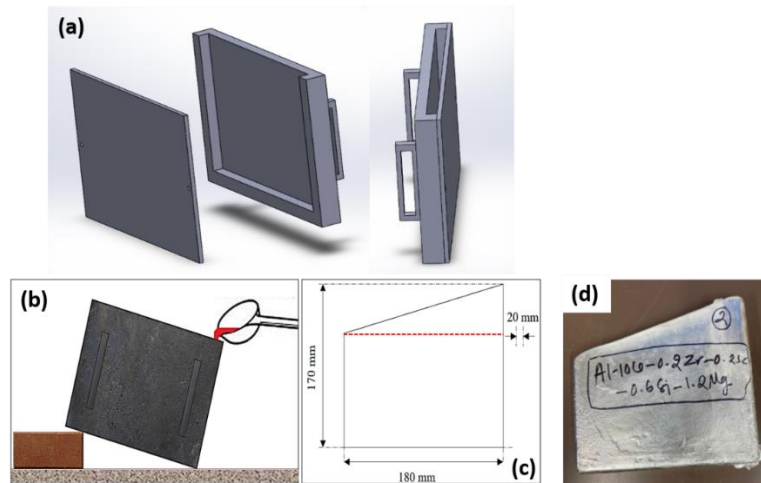 (a)
(b)
170 mm
20 mm
180 mm
(c)
(d)
2
Al-10Ce-0.2Zr-0.2Sc
-0.6Si-1.2Mg